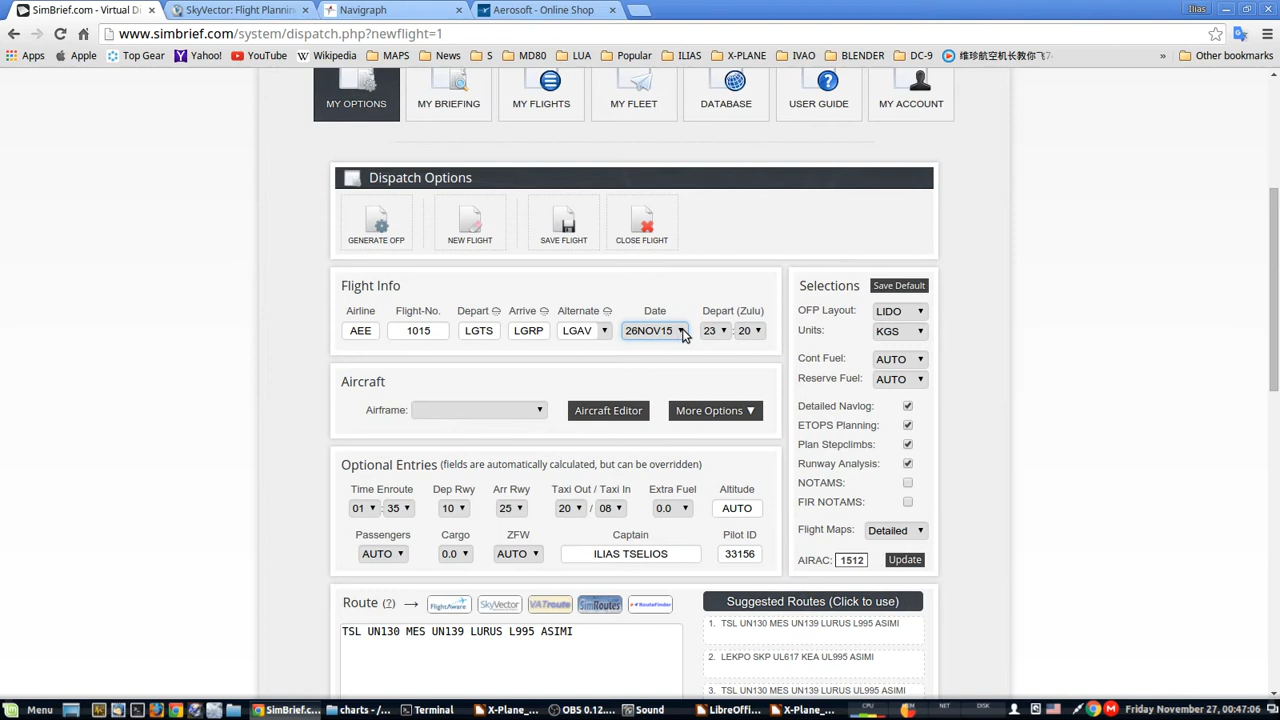 SimBrief.com - Virtual D
SkyVector: Flight Plannin
Navigraph
Aerosoft - Online Shop
Ilias
www.simbrief.com/system/dispatch.php?newflight=1
Apps
Apple
Top Gear
Yahoo!
YouTube
Wikipedia
MAPS
News
S
MD80
LUA
Popular
ILIAS
X-PLANE
IVAO
BLENDER
DC-9
»
Other bookmarks
MY OPTIONS
MY BRIEFING
MY FLIGHTS
MY FLEET
DATABASE
USER GUIDE
MY ACCOUNT
Dispatch Options
GENERATE OFP
NEW FLIGHT
SAVE FLIGHT
CLOSE FLIGHT
Flight Info
Airline Flight-No. Depart Arrive Alternate Date Depart (Zulu)
AEE 1015 LGTS LGRP LGAV 26NOV15 23 : 20
Aircraft
Airframe:
Aircraft Editor
More Options ▼
Optional Entries (fields are automatically calculated, but can be overridden)
Time Enroute Dep Rwy Arr Rwy Taxi Out / Taxi In Extra Fuel Altitude
01 : 35 10 25 20 / 08 0.0 AUTO
Passengers Cargo ZFW Captain Pilot ID
AUTO 0.0 AUTO ILIAS TSELIOS 33156
Selections
Save Default
OFP Layout: LIDO
Units: KGS
Cont Fuel: AUTO
Reserve Fuel: AUTO
Detailed Navlog:
ETOPS Planning:
Plan Stepclimbs:
Runway Analysis:
NOTAMS:
FIR NOTAMS:
Flight Maps: Detailed
AIRAC: 1512 Update
Route (?) →
FlightAware
SkyVector
VATroute
SimRoutes
RouteFinder
TSL UN130 MES UN139 LURUS L995 ASIMI
Suggested Routes (Click to use)
1. TSL UN130 MES UN139 LURUS L995 ASIMI
2. LEKPO SKP UL617 KEA UL995 ASIMI
3. TSL UN130 MES UN139 LURUS UL995 ASIMI
Menu
SimBrief.c...
charts - /...
Terminal
X-Plane_...
OBS 0.12....
Sound
LibreOffi...
X-Plane_...
CPU
MEM
NET
DISK
Friday November 27, 00:47:06